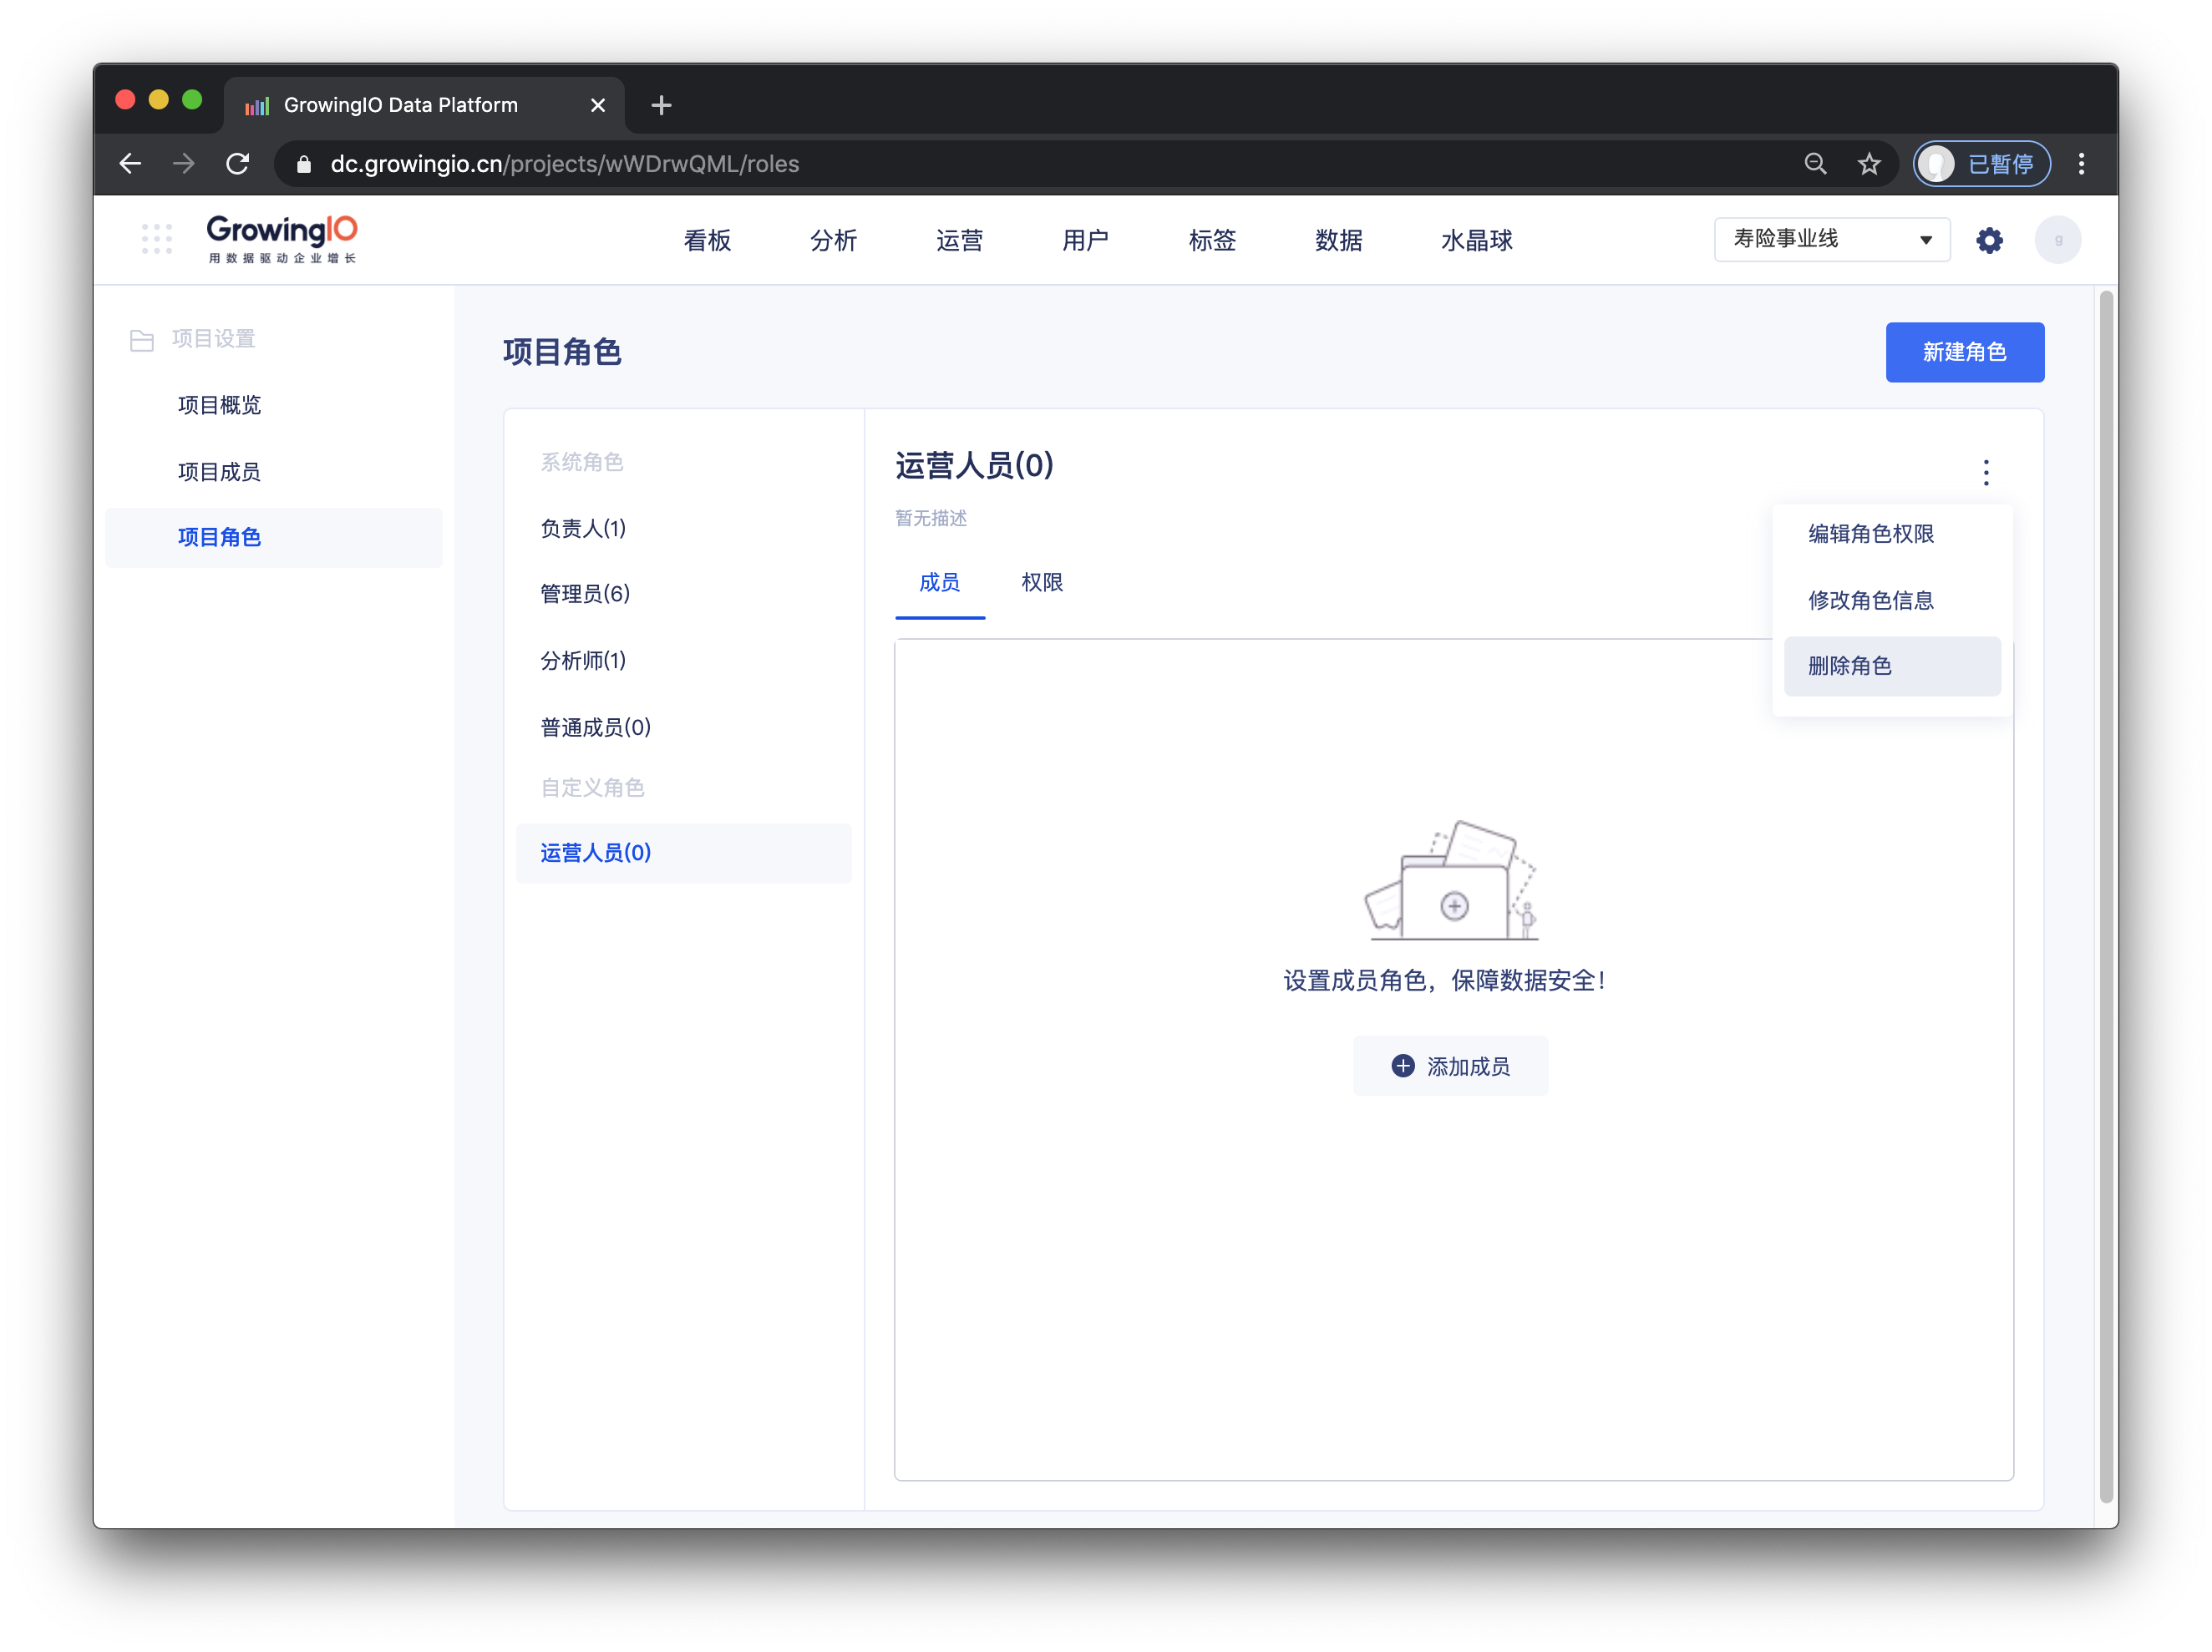 GrowingIO Data Platform
dc.growingio.cn/projects/wWDrwQML/roles
已暂停
GrowingIO
用数据驱动企业增长
看板 分析 运营 用户 标签 数据 水晶球
寿险事业线
g
项目设置
项目概览
项目成员
项目角色
项目角色
新建角色
系统角色
负责人(1)
管理员(6)
分析师(1)
普通成员(0)
自定义角色
运营人员(0)
运营人员(0)
暂无描述
成员 权限
编辑角色权限
修改角色信息
删除角色
设置成员角色，保障数据安全！
添加成员